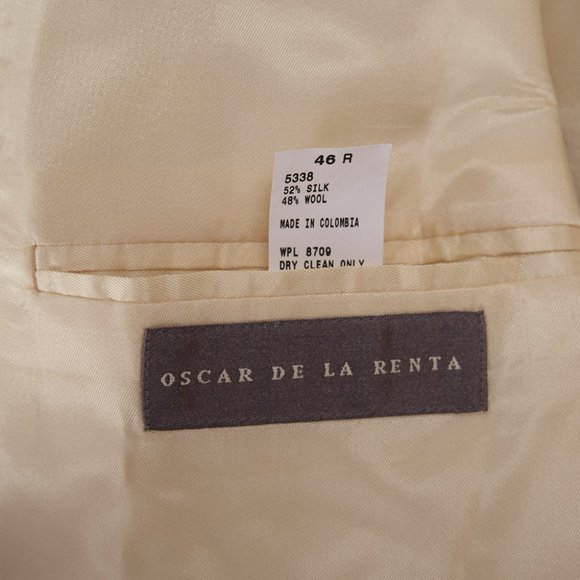 46 R
5338
52% SILK
48% WOOL
MADE IN COLOMBIA
WPL 8709
DRY CLEAN ONLY
OSCAR DE LA RENTA